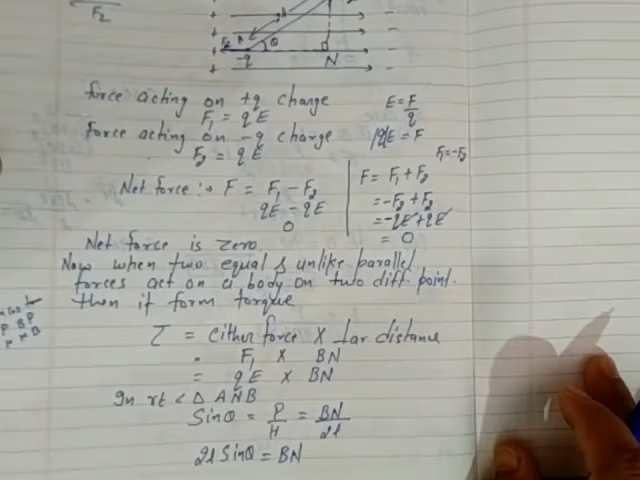 F₂
+ + + + -
F₂ A -q θ N
force acting on +q charge
F₁ = qE
E = F/q
force acting on -q charge
qE = F
F₂ = qE
F₁ = -F₂
Net force :→ F = F₁ - F₂
qE - qE
0
F = F₁ + F₂
= -F₂ + F₂
= -qE + qE
= 0
Net force is zero.
Now when two equal & unlike parallel
forces act on a body on two diff. point.
then it form torque
τ = either force × ⊥ar distance
F₁ × BN
= qE × BN
In rt < Δ ANB
Sinθ = P/H = BN/2l
2l Sinθ = BN